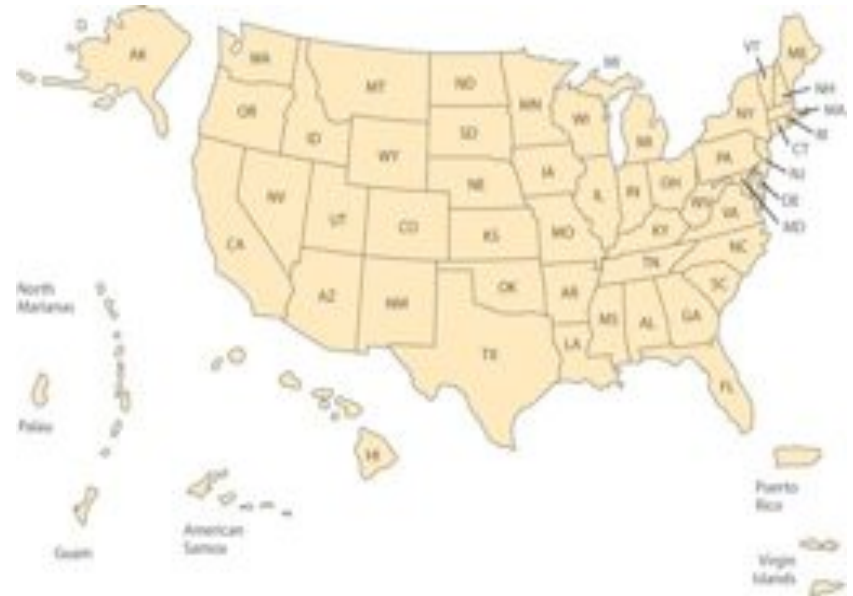 AK
WA
MT
ND
MN
MI
VT
ME
NH
MA
RI
CT
NJ
DE
MD
OR
ID
WY
SD
WI
MI
NY
PA
NV
UT
CO
NE
IA
IL
IN
OH
WV
VA
CA
KS
MO
KY
NC
TN
SC
AZ
NM
OK
AR
MS
AL
GA
TX
LA
FL
HI
North
Marianas
Palau
Guam
American
Samoa
Puerto
Rico
Virgin
Islands